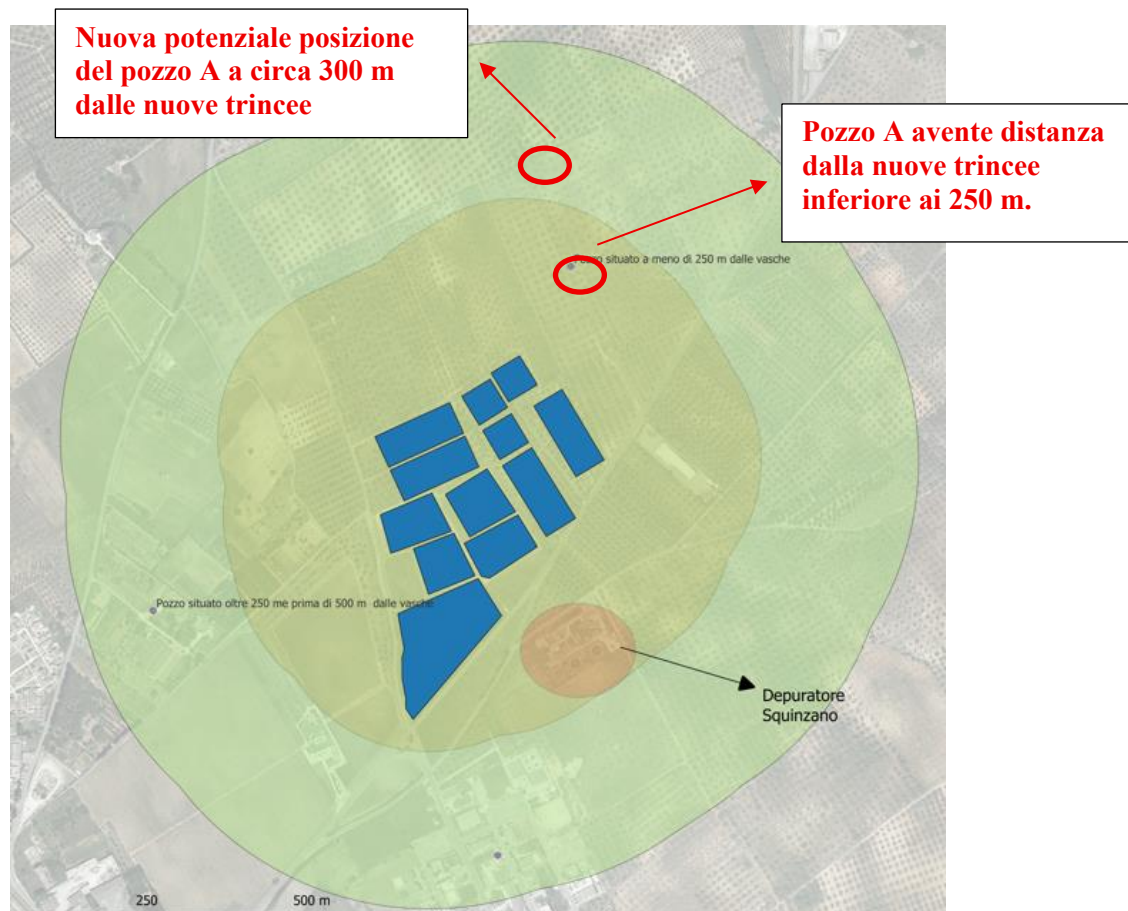 Nuova potenziale posizione
del pozzo A a circa 300 m
dalle nuove trincee
Pozzo A avente distanza
dalla nuove trincee
inferiore ai 250 m.
Pozzo situato a meno di 250 m dalle vasche
Pozzo situato oltre 250 me prima di 500 m dalle vasche
Depuratore
Squinzano
250 500 m